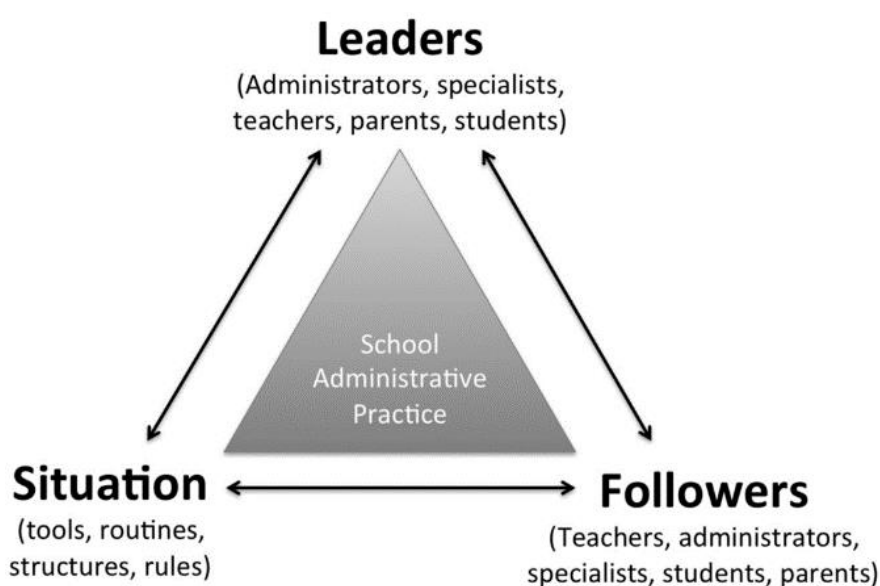 Leaders
(Administrators, specialists,
teachers, parents, students)
School
Administrative
Practice
Situation
(tools, routines,
structures, rules)
Followers
(Teachers, administrators,
specialists, students, parents)